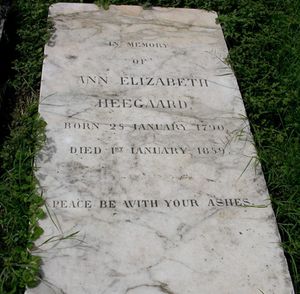 IN MEMORY
OF
ANN ELIZABETH
HEEGAARD
BORN 28 JANUARY 1790.
DIED 1ST JANUARY, 1859.
PEACE BE WITH YOUR ASHES.